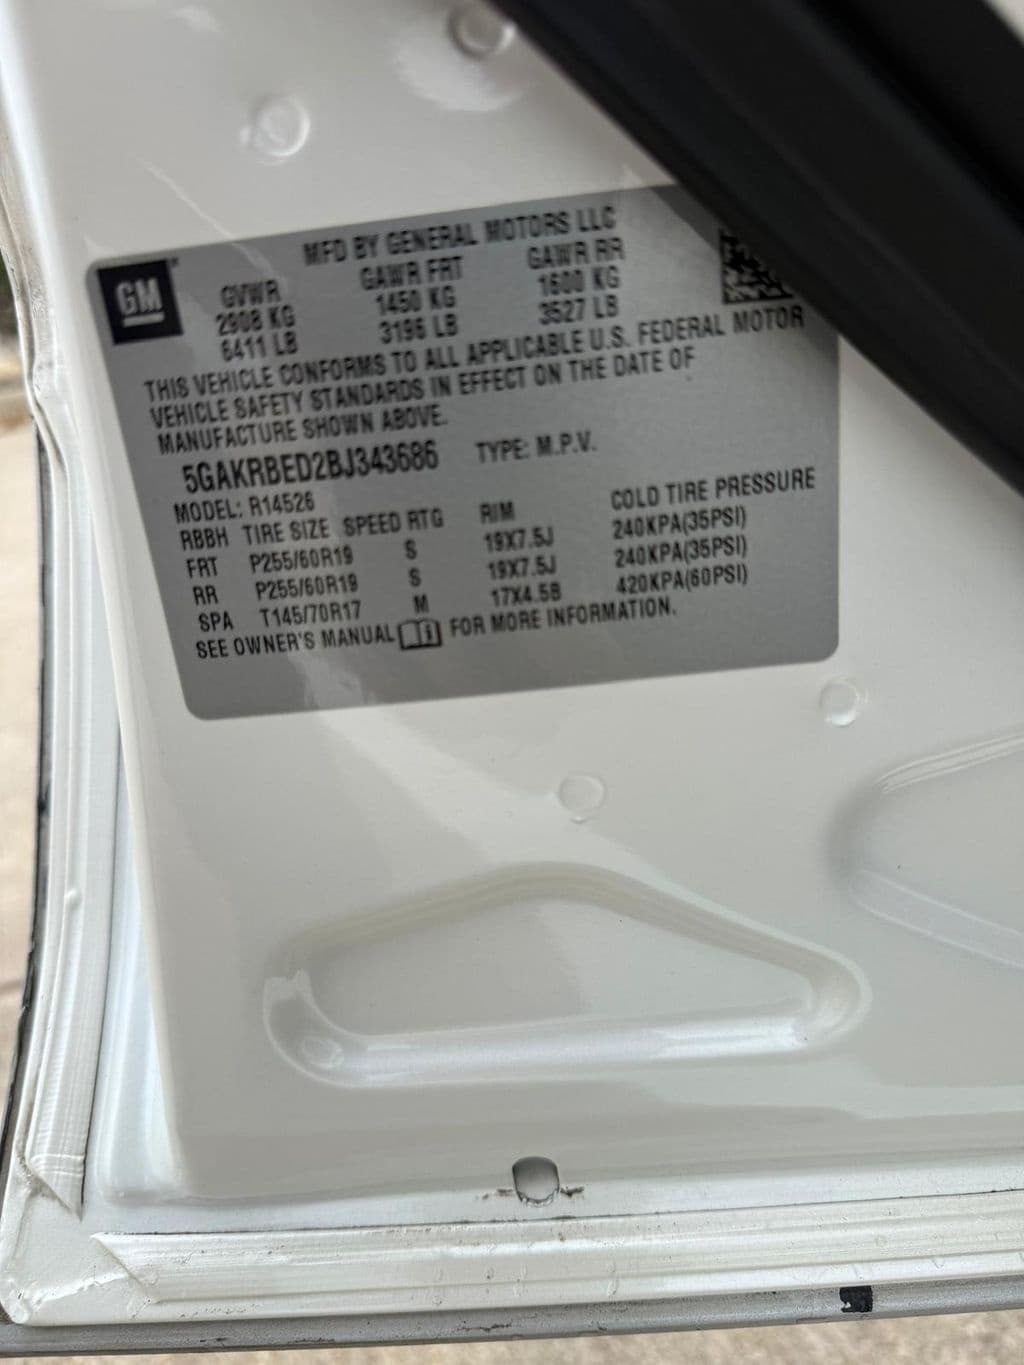 GM
MFD BY GENERAL MOTORS LLC
GVWR GAWR FRT GAWR RR
2908 KG 1450 KG 1600 KG
6411 LB 3196 LB 3527 LB
THIS VEHICLE CONFORMS TO ALL APPLICABLE U.S. FEDERAL MOTOR
VEHICLE SAFETY STANDARDS IN EFFECT ON THE DATE OF
MANUFACTURE SHOWN ABOVE.
5GAKRBED2BJ343686 TYPE: M.P.V.
MODEL: R14526
RBBH TIRE SIZE SPEED RTG RIM COLD TIRE PRESSURE
FRT P255/60R19 S 19X7.5J 240KPA(35PSI)
RR P255/60R19 S 19X7.5J 240KPA(35PSI)
SPA T145/70R17 M 17X4.5B 420KPA(60PSI)
SEE OWNER'S MANUAL FOR MORE INFORMATION.